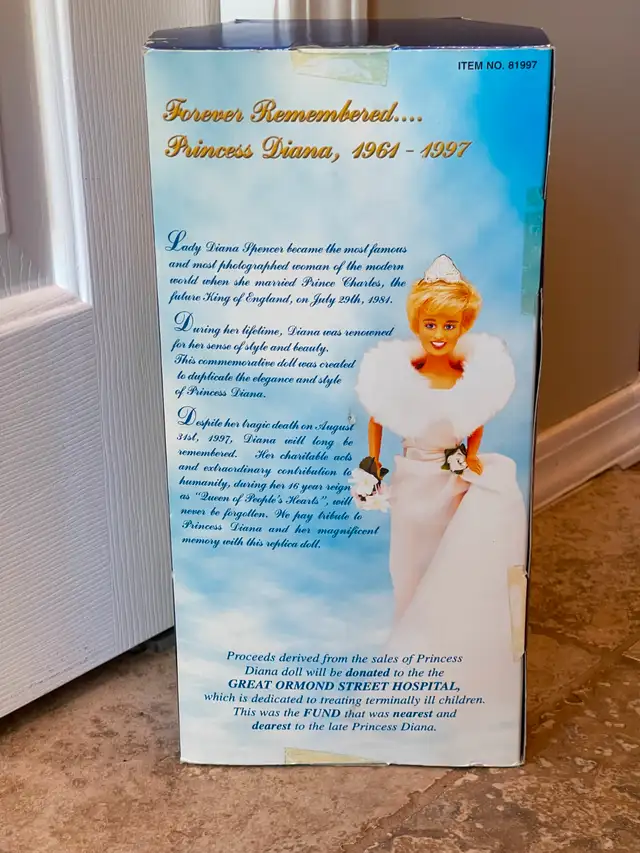 ITEM NO. 81997
Forever Remembered....
Princess Diana, 1961 - 1997
Lady Diana Spencer became the most famous
and most photographed woman of the modern
world when she married Prince Charles, the
future King of England, on July 29th, 1981.
During her lifetime, Diana was renowned
for her sense of style and beauty.
This commemorative doll was created
to duplicate the elegance and style
of Princess Diana.
Despite her tragic death on August
31st, 1997, Diana will long be
remembered. Her charitable acts
and extraordinary contribution to
humanity, during her 16 year reign
as "Queen of People's Hearts", will
never be forgotten. We pay tribute to
Princess Diana and her magnificent
memory with this replica doll.
Proceeds derived from the sales of Princess
Diana doll will be donated to the the
GREAT ORMOND STREET HOSPITAL,
which is dedicated to treating terminally ill children.
This was the FUND that was nearest and
dearest to the late Princess Diana.